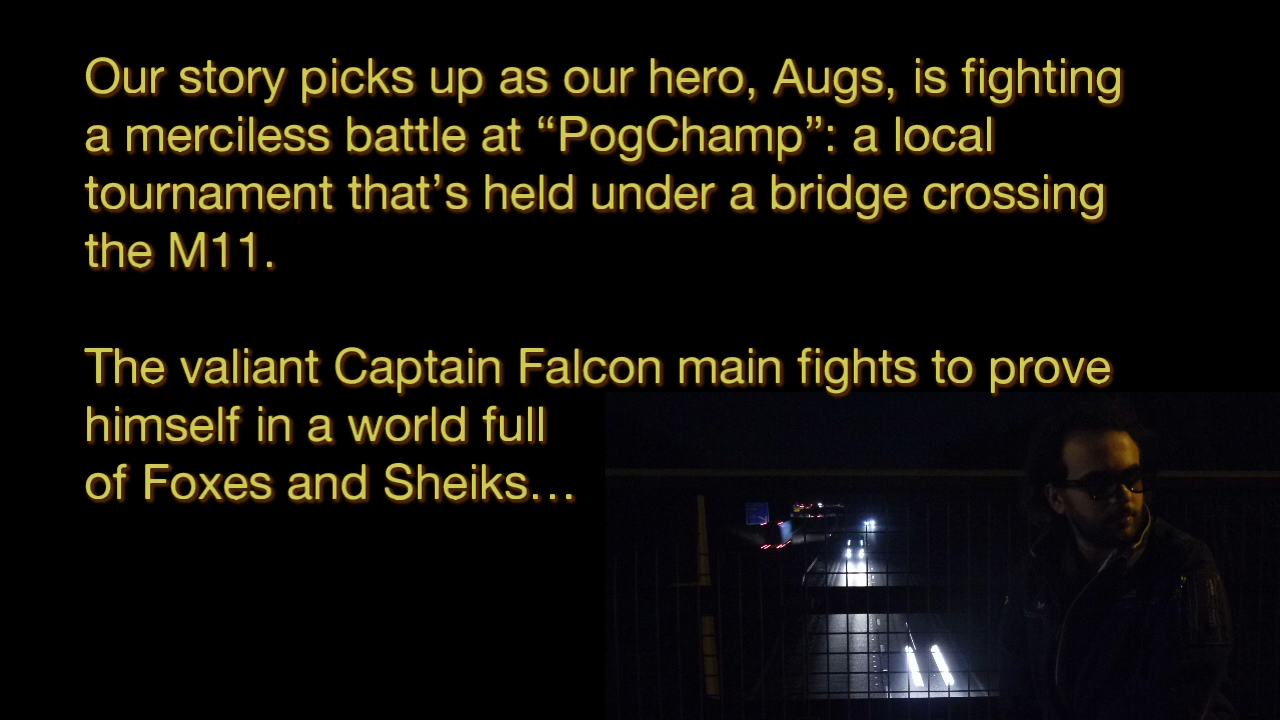 Our story picks up as our hero, Augs, is fighting
a merciless battle at “PogChamp”: a local
tournament that’s held under a bridge crossing
the M11.
The valiant Captain Falcon main fights to prove
himself in a world full
of Foxes and Sheiks…